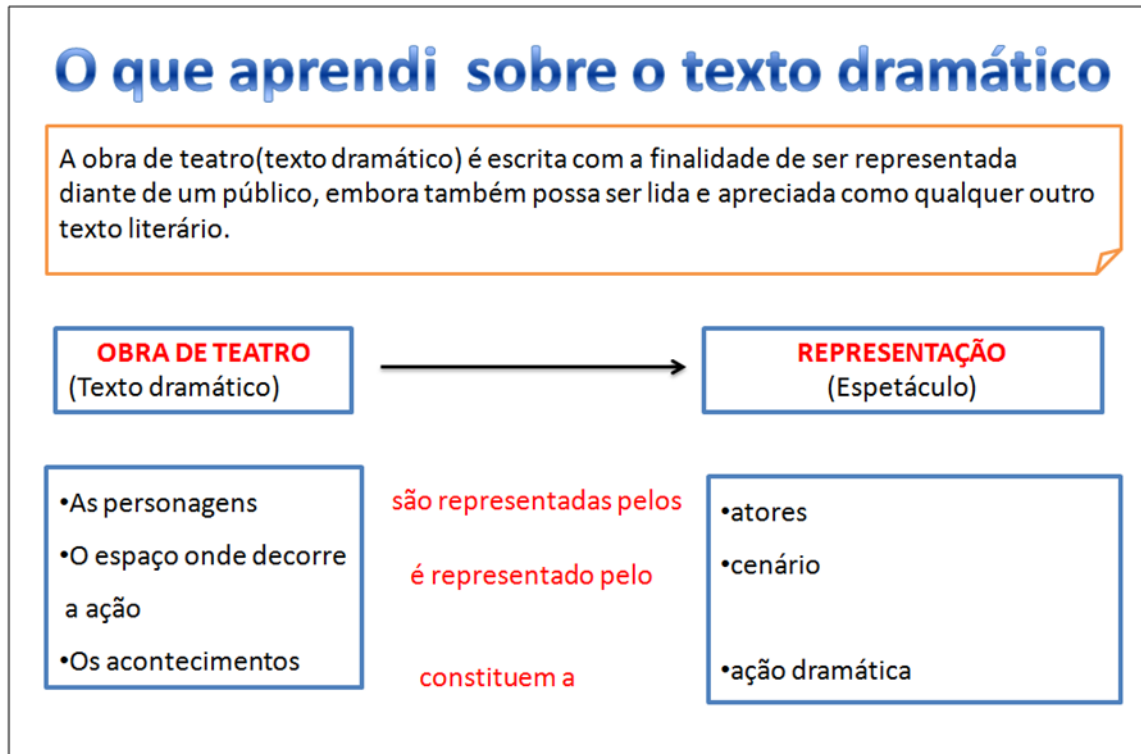 O que aprendi sobre o texto dramático
A obra de teatro(texto dramático) é escrita com a finalidade de ser representada
diante de um público, embora também possa ser lida e apreciada como qualquer outro
texto literário.
OBRA DE TEATRO
(Texto dramático)
REPRESENTAÇÃO
(Espetáculo)
•As personagens
•O espaço onde decorre
a ação
•Os acontecimentos
são representadas pelos
é representado pelo
constituem a
•atores
•cenário
•ação dramática